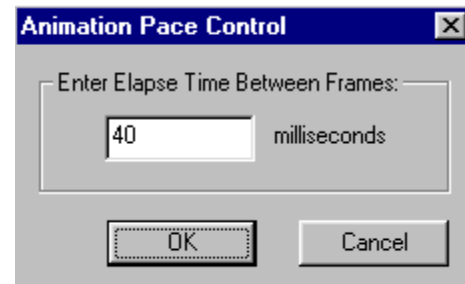 Animation Pace Control
Enter Elapse Time Between Frames:
40 milliseconds
OK Cancel